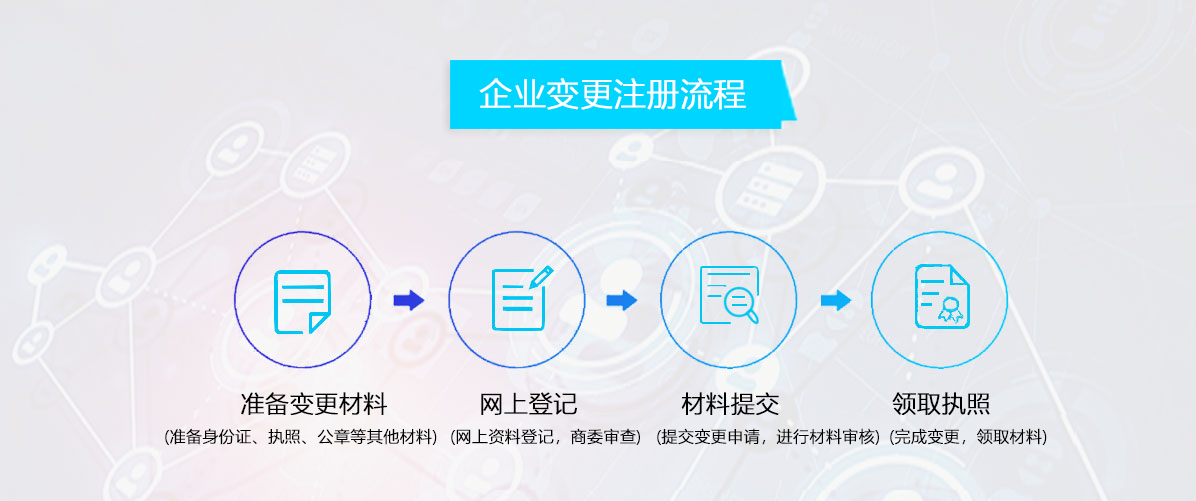 企业变更注册流程
准备变更材料 网上登记 材料提交 领取执照
(准备身份证、执照、公章等其他材料) (网上资料登记，商委审查) (提交变更申请，进行材料审核) (完成变更，领取材料)